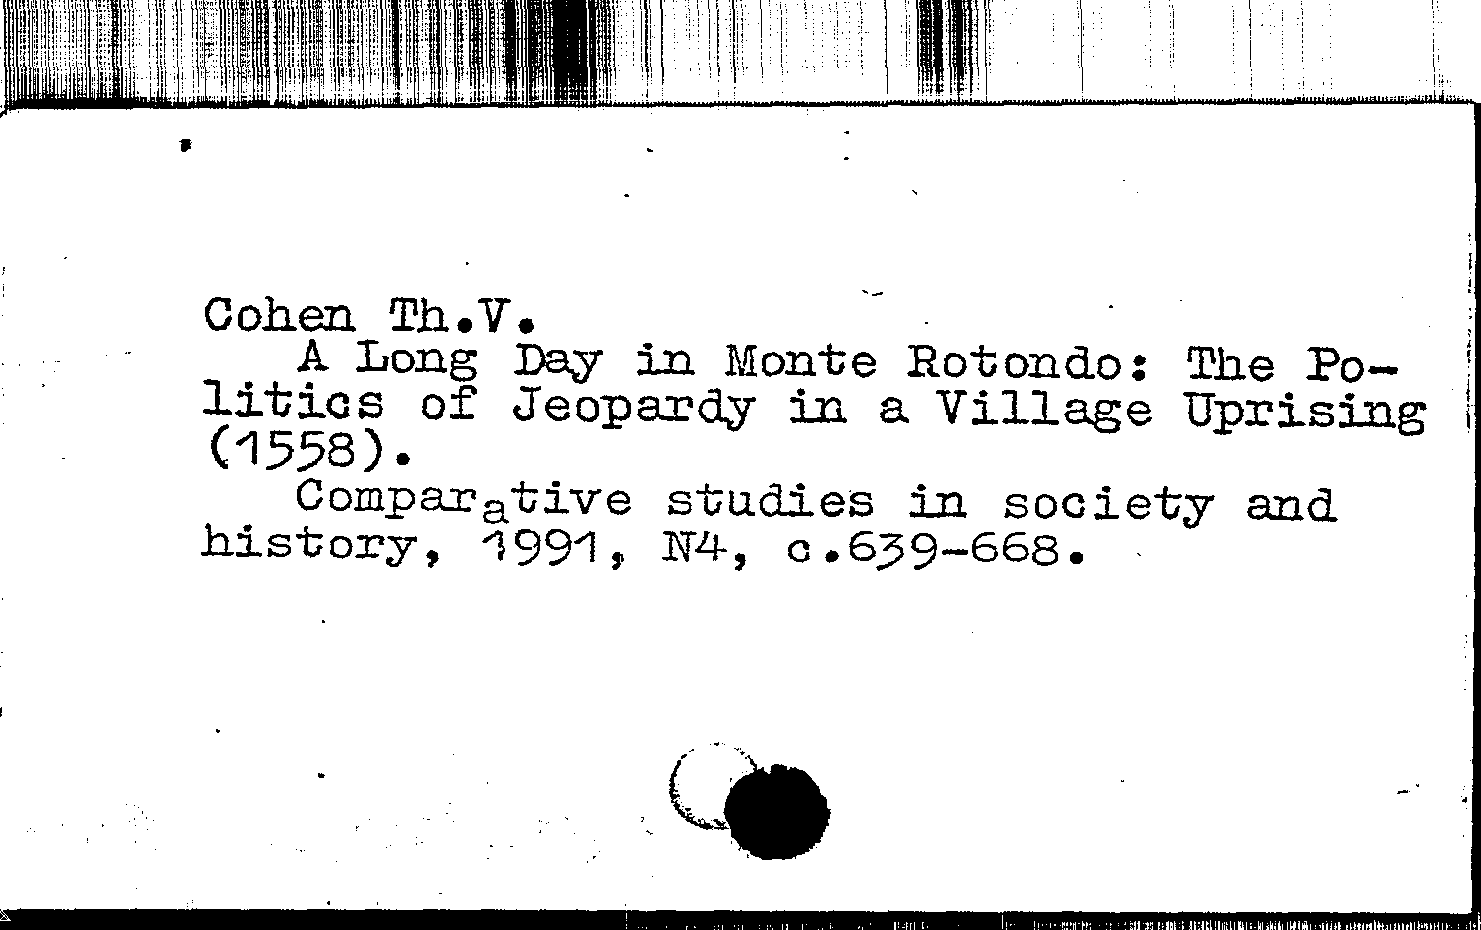 Cohen Th.V.
A Long Day in Monte Rotondo: The Po-
litics of Jeopardy in a Village Uprising
(1558).
Comparative studies in society and
history, 1991, N4, c.639-668.